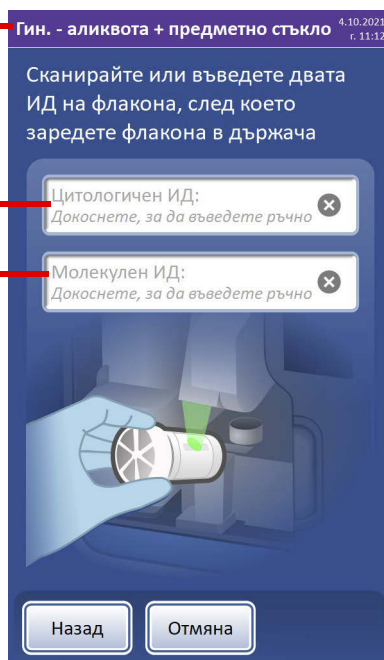 Гин. - аликвота + предметно стъкло
4.10.2021
г. 11:12
Сканирайте или въведете двата
ИД на флакона, след което
заредете флакона в държача
Цитологичен ИД:
Докоснете, за да въведете ръчно
Молекулен ИД:
Докоснете, за да въведете ръчно
Назад
Отмяна